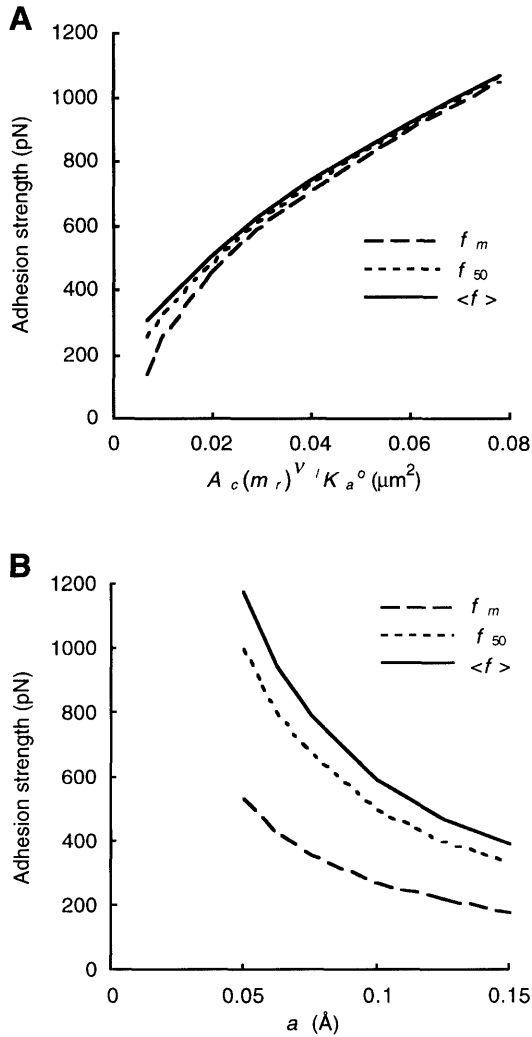 A
1200
1000
800
600
400
200
0
Adhesion strength (pN)
f m
f 50
<f>
0 0.02 0.04 0.06 0.08
A c (m r) ν / K a o (μm2)
B
1200
1000
800
600
400
200
0
Adhesion strength (pN)
f m
f 50
<f>
0 0.05 0.1 0.15
a (Å)